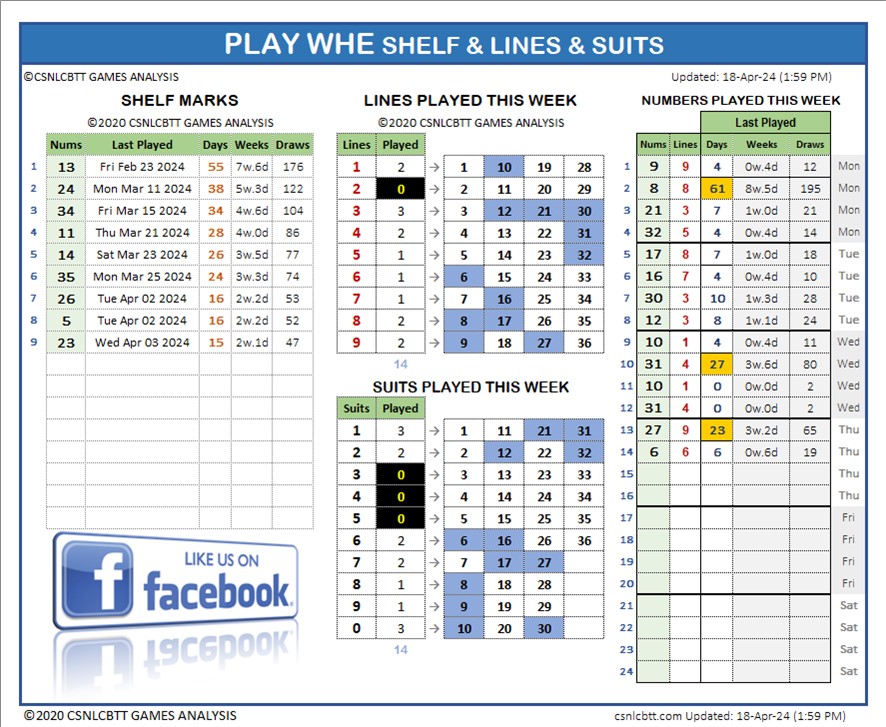 PLAY WHE SHELF & LINES & SUITS
©CSNLCBTT GAMES ANALYSIS
Updated: 18-Apr-24 (1:59 PM)
SHELF MARKS
©2020 CSNLCBTT GAMES ANALYSIS
Nums Last Played Days Weeks Draws
1 13 Fri Feb 23 2024 55 7w.6d 176
2 24 Mon Mar 11 2024 38 5w.3d 122
3 34 Fri Mar 15 2024 34 4w.6d 104
4 11 Thu Mar 21 2024 28 4w.0d 86
5 14 Sat Mar 23 2024 26 3w.5d 77
6 35 Mon Mar 25 2024 24 3w.3d 74
7 26 Tue Apr 02 2024 16 2w.2d 53
8 5 Tue Apr 02 2024 16 2w.2d 52
9 23 Wed Apr 03 2024 15 2w.1d 47
LIKE US ON
facebook.
LINES PLAYED THIS WEEK
©2020 CSNLCBTT GAMES ANALYSIS
Lines Played
1 2 → 1 10 19 28
2 0 → 2 11 20 29
3 3 → 3 12 21 30
4 2 → 4 13 22 31
5 1 → 5 14 23 32
6 1 → 6 15 24 33
7 1 → 7 16 25 34
8 2 → 8 17 26 35
9 2 → 9 18 27 36
14
SUITS PLAYED THIS WEEK
Suits Played
1 3 → 1 11 21 31
2 2 → 2 12 22 32
3 0 → 3 13 23 33
4 0 → 4 14 24 34
5 0 → 5 15 25 35
6 2 → 6 16 26 36
7 2 → 7 17 27
8 1 → 8 18 28
9 1 → 9 19 29
0 3 → 10 20 30
14
NUMBERS PLAYED THIS WEEK
Last Played
Nums Lines Days Weeks Draws
1 9 9 4 0w.4d 12 Mon
2 8 8 61 8w.5d 195 Mon
3 21 3 7 1w.0d 21 Mon
4 32 5 4 0w.4d 14 Mon
5 17 8 7 1w.0d 18 Tue
6 16 7 4 0w.4d 10 Tue
7 30 3 10 1w.3d 28 Tue
8 12 3 8 1w.1d 24 Tue
9 10 1 4 0w.4d 11 Wed
10 31 4 27 3w.6d 80 Wed
11 10 1 0 0w.0d 2 Wed
12 31 4 0 0w.0d 2 Wed
13 27 9 23 3w.2d 65 Thu
14 6 6 6 0w.6d 19 Thu
15 Thu
16 Thu
17 Fri
18 Fri
19 Fri
20 Fri
21 Sat
22 Sat
23 Sat
24 Sat
©2020 CSNLCBTT GAMES ANALYSIS
csnlcbtt.com Updated: 18-Apr-24 (1:59 PM)